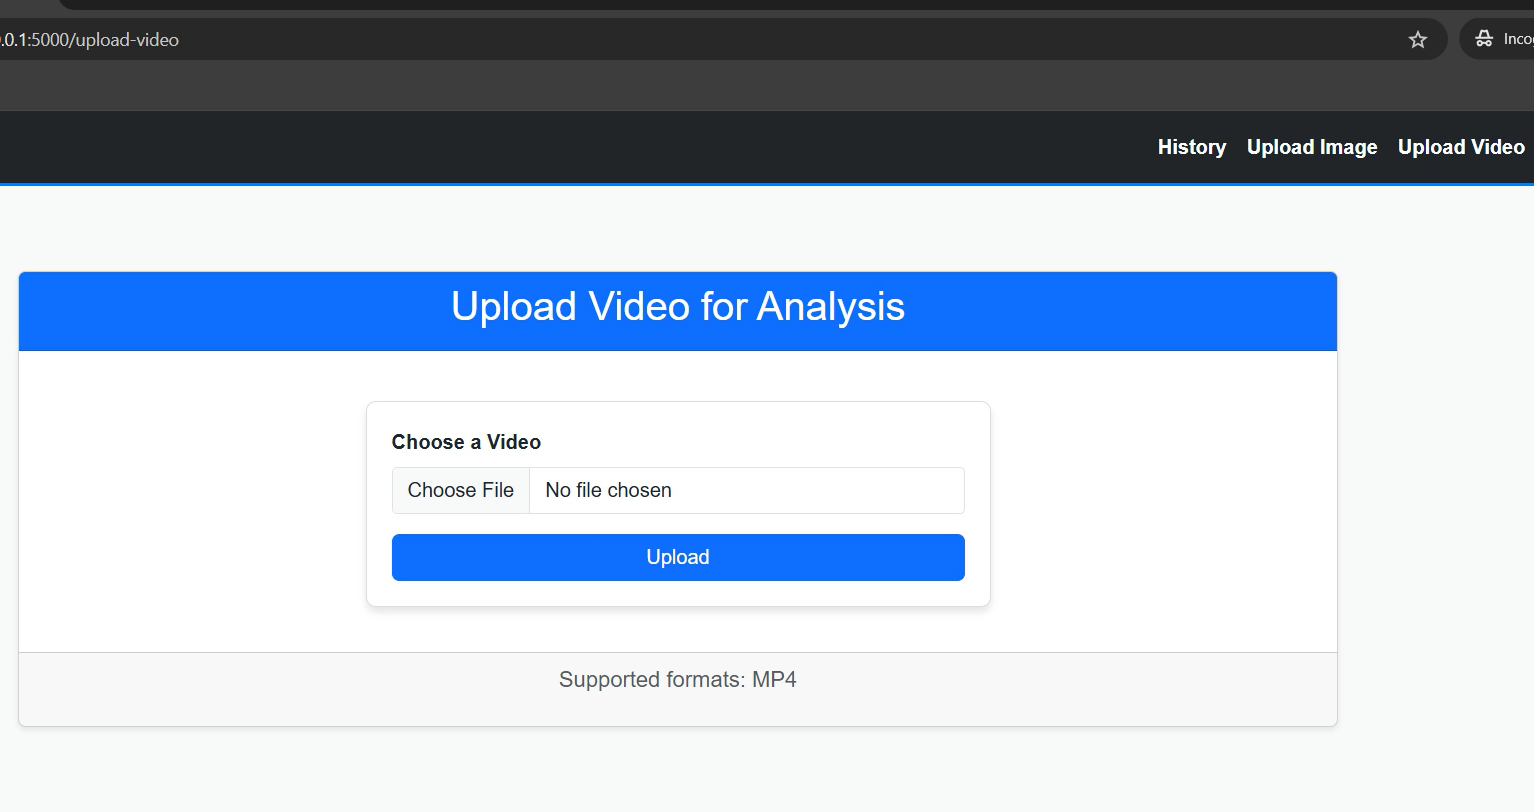 .0.1:5000/upload-video
Inco
History Upload Image Upload Video
Upload Video for Analysis
Choose a Video
Choose File No file chosen
Upload
Supported formats: MP4